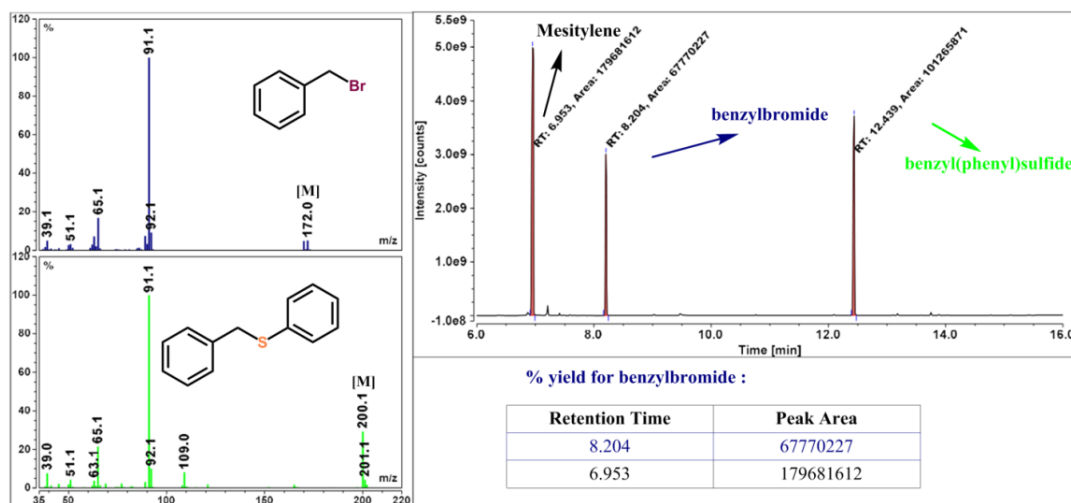 120
%
91.1
100
Br
80
60
[M]
40
65.1
92.1
172.0
20
39.1
51.1
0
m/z
120
%
91.1
100
S
80
60
[M]
200.1
40
65.1
20
39.0
51.1
63.1
92.1
109.0
201.1
0
m/z
35 50 100 150 200 220
5.5e9
5.0e9
4.0e9
3.0e9
2.0e9
1.0e9
-1.0e8
Intensity [counts]
Mesitylene
RT: 6.953, Area: 179681612
RT: 8.204, Area: 67770227
benzylbromide
RT: 12.439, Area: 101265871
benzyl(phenyl)sulfide
6.0 8.0 10.0 12.0 14.0 16.0
Time [min]
% yield for benzylbromide :
Retention Time Peak Area
8.204 67770227
6.953 179681612